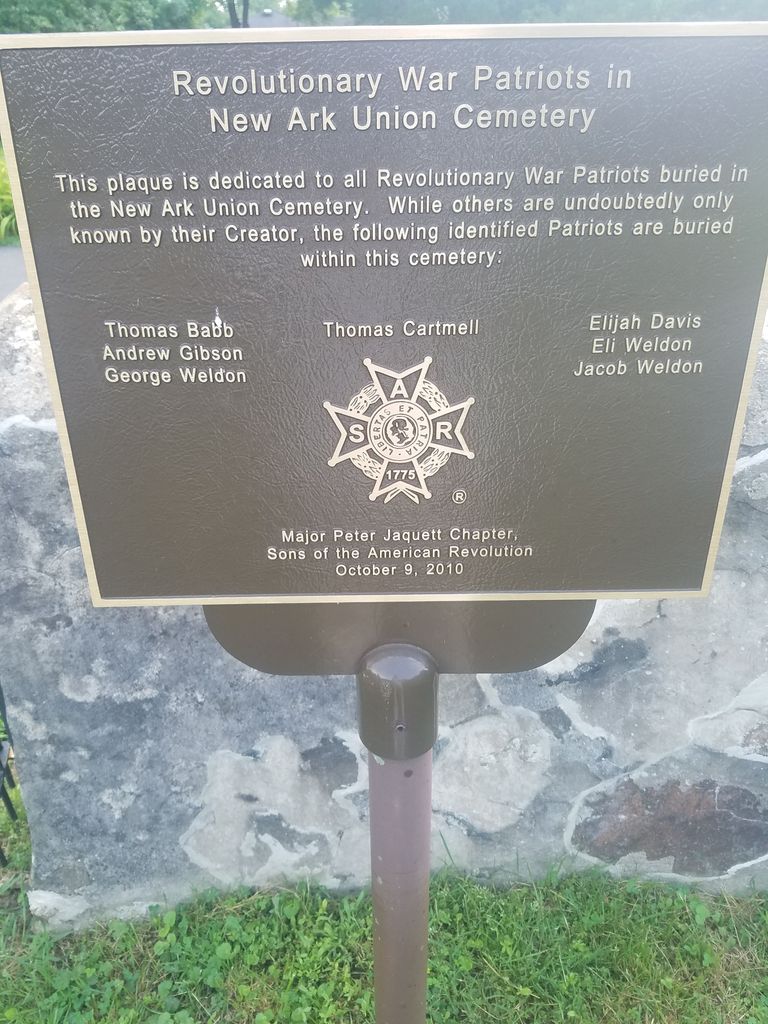 Revolutionary War Patriots in
New Ark Union Cemetery
This plaque is dedicated to all Revolutionary War Patriots buried in
the New Ark Union Cemetery. While others are undoubtedly only
known by their Creator, the following identified Patriots are buried
within this cemetery:
Thomas Babb
Andrew Gibson
George Weldon
Thomas Cartmell
Elijah Davis
Eli Weldon
Jacob Weldon
SAR
LIBERTAS ET PATRIA
1775
®
Major Peter Jaquett Chapter,
Sons of the American Revolution
October 9, 2010